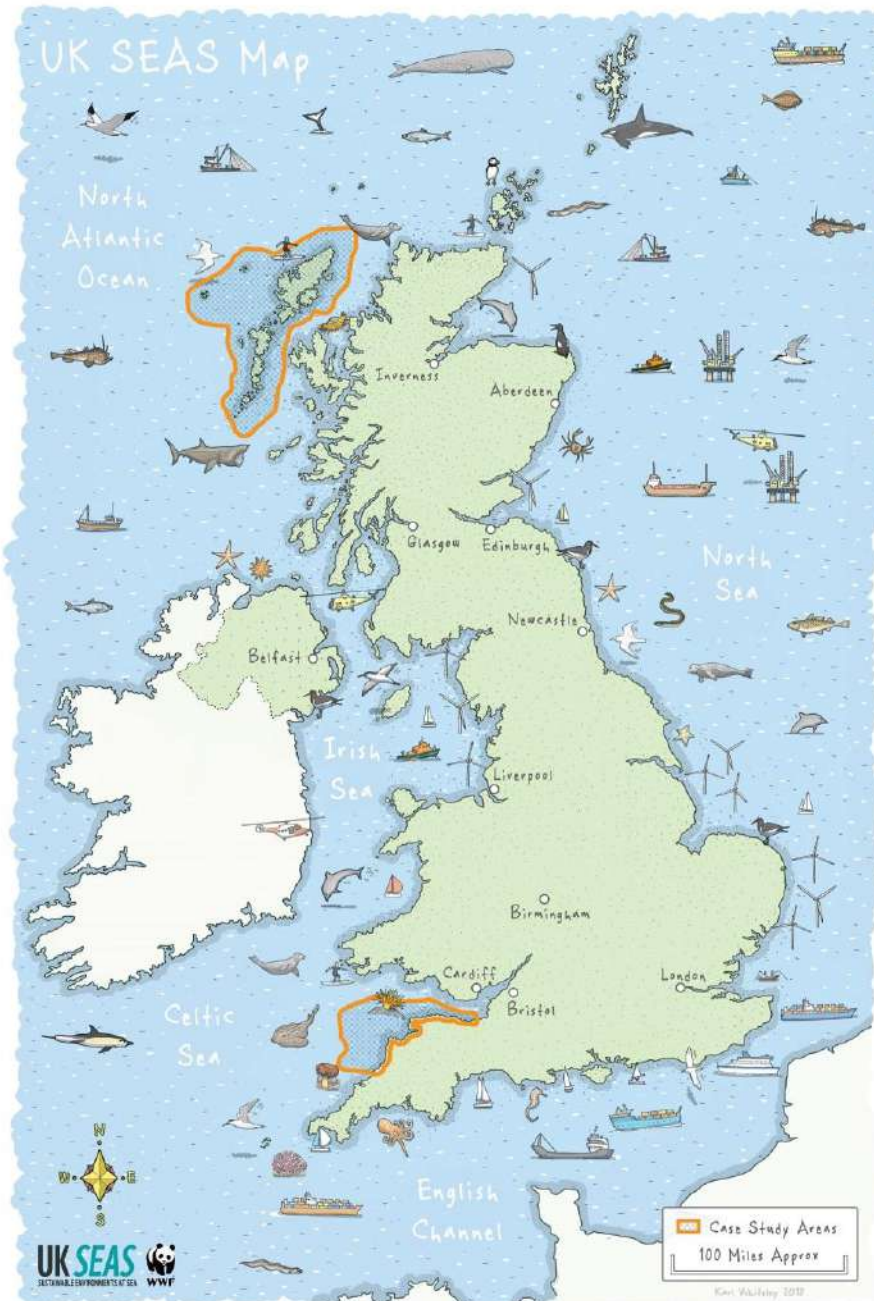 UK SEAS Map
North
Atlantic
Ocean
Inverness
Aberdeen
Glasgow
Edinburgh
North
Sea
Newcastle
Belfast
Irish
Sea
Liverpool
Birmingham
Cardiff
London
Bristol
Celtic
Sea
N
W E
S
English
Channel
Case Study Areas
100 Miles Approx
UK SEAS
SUSTAINABLE ENVIRONMENTS AT SEA
WWF
2018